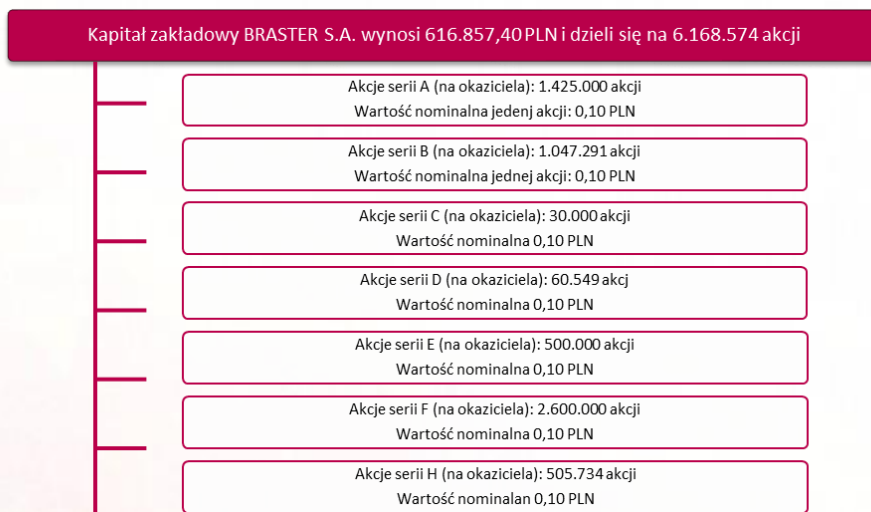 Kapitał zakładowy BRASTER S.A. wynosi 616.857,40 PLN i dzieli się na 6.168.574 akcji
Akcje serii A (na okaziciela): 1.425.000 akcji
Wartość nominalna jedenj akcji: 0,10 PLN
Akcje serii B (na okaziciela): 1.047.291 akcji
Wartość nominalna jednej akcji: 0,10 PLN
Akcje serii C (na okaziciela): 30.000 akcji
Wartość nominalna 0,10 PLN
Akcje serii D (na okaziciela): 60.549 akcj
Wartość nominalna 0,10 PLN
Akcje serii E (na okaziciela): 500.000 akcji
Wartość nominalna 0,10 PLN
Akcje serii F (na okaziciela): 2.600.000 akcji
Wartość nominalna 0,10 PLN
Akcje serii H (na okaziciela): 505.734 akcji
Wartość nominalan 0,10 PLN